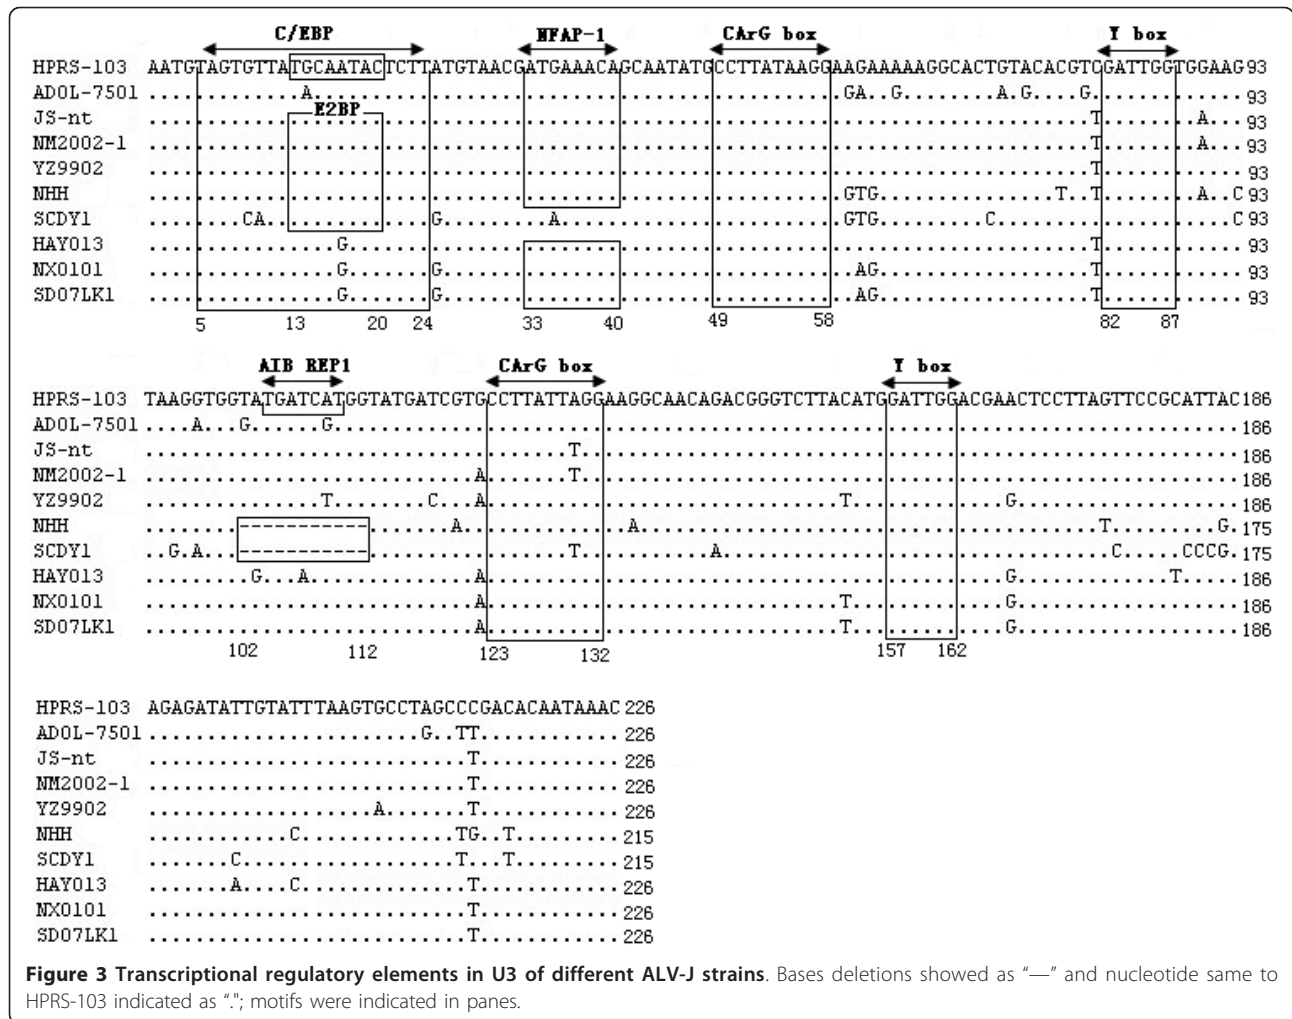 C/EBP NFAP-1 CArG box Y box
HPRS-103 AATGTAGTGTTATGCAATACTCTTATGTAACGATGAAACAGCAATATGCCTTATAAGGAAGAAAAAGGCACTGTACACGTCGATTGGTGGAAG 93
ADOL-7501 .............A.............................................GA..G........A.G....G............. 93
E2BP
JS-nt ................................................................................T........A... 93
NM2002-1 ................................................................................T........A... 93
YZ9902 ................................................................................T............ 93
NHH ...........................................................GTG...............T..T........A..C 93
SCDY1 ........CA..............G.........A........................GTG.........C....................C 93
HAY013 ................G...............................................................T............ 93
NX0101 ................G.......G...................................AG..................T............ 93
SD07LK1 ................G.......G...................................AG..................T............ 93
5 13 20 24 33 40 49 58 82 87
AIB REP1 CArG box Y box
HPRS-103 TAAGGTGGTATGATCATGGTATGATCGTGCCTTATTAGGAAGGCAACAGACGGGTCTTACATGGATTGGACGAACTCCTTAGTTCCGCATTAC 186
ADOL-7501 ....A...G......G............................................................................. 186
JS-nt ....................................T........................................................ 186
NM2002-1 ............................A.......T........................................................ 186
YZ9902 ...............T........C...A..............................T.............G................... 186
NHH ........-----------.......A..............A.......................................T.........G. 175
SCDY1 ..G.A...-----------.................T...........A.................................C.....CCCG. 175
HAY013 .........G...A..............A............................................G.............T..... 186
NX0101 ............................A..............................T.............G................... 186
SD07LK1 ............................A..............................T.............G................... 186
102 112 123 132 157 162
HPRS-103 AGAGATATTGTATTTAAGTGCCTAGCCCGACACAATAAAC 226
ADOL-7501 .......................G..TT............ 226
JS-nt ...........................T............ 226
NM2002-1 ...........................T............ 226
YZ9902 ...................A.......T............ 226
NHH ............C.............TG..T......... 215
SCDY1 .......C..................T...T......... 215
HAY013 .......A....C..............T............ 226
NX0101 ...........................T............ 226
SD07LK1 ...........................T............ 226
Figure 3 Transcriptional regulatory elements in U3 of different ALV-J strains. Bases deletions showed as “—” and nucleotide same to
HPRS-103 indicated as “.”; motifs were indicated in panes.